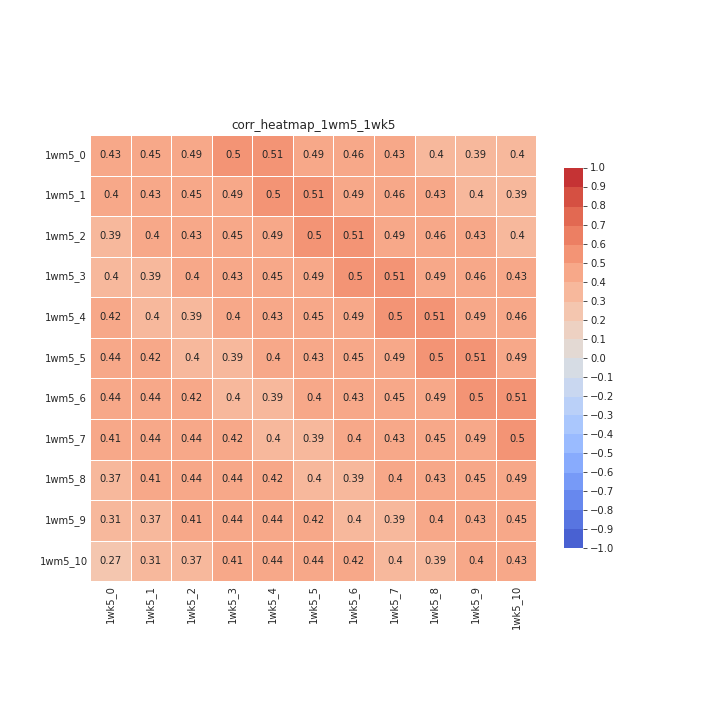 corr_heatmap_1wm5_1wk5
1wm5_0 0.43 0.45 0.49 0.5 0.51 0.49 0.46 0.43 0.4 0.39 0.4
1wm5_1 0.4 0.43 0.45 0.49 0.5 0.51 0.49 0.46 0.43 0.4 0.39
1wm5_2 0.39 0.4 0.43 0.45 0.49 0.5 0.51 0.49 0.46 0.43 0.4
1wm5_3 0.4 0.39 0.4 0.43 0.45 0.49 0.5 0.51 0.49 0.46 0.43
1wm5_4 0.42 0.4 0.39 0.4 0.43 0.45 0.49 0.5 0.51 0.49 0.46
1wm5_5 0.44 0.42 0.4 0.39 0.4 0.43 0.45 0.49 0.5 0.51 0.49
1wm5_6 0.44 0.44 0.42 0.4 0.39 0.4 0.43 0.45 0.49 0.5 0.51
1wm5_7 0.41 0.44 0.44 0.42 0.4 0.39 0.4 0.43 0.45 0.49 0.5
1wm5_8 0.37 0.41 0.44 0.44 0.42 0.4 0.39 0.4 0.43 0.45 0.49
1wm5_9 0.31 0.37 0.41 0.44 0.44 0.42 0.4 0.39 0.4 0.43 0.45
1wm5_10 0.27 0.31 0.37 0.41 0.44 0.44 0.42 0.4 0.39 0.4 0.43
1wk5_0 1wk5_1 1wk5_2 1wk5_3 1wk5_4 1wk5_5 1wk5_6 1wk5_7 1wk5_8 1wk5_9 1wk5_10
1.0
0.9
0.8
0.7
0.6
0.5
0.4
0.3
0.2
0.1
0.0
−0.1
−0.2
−0.3
−0.4
−0.5
−0.6
−0.7
−0.8
−0.9
−1.0